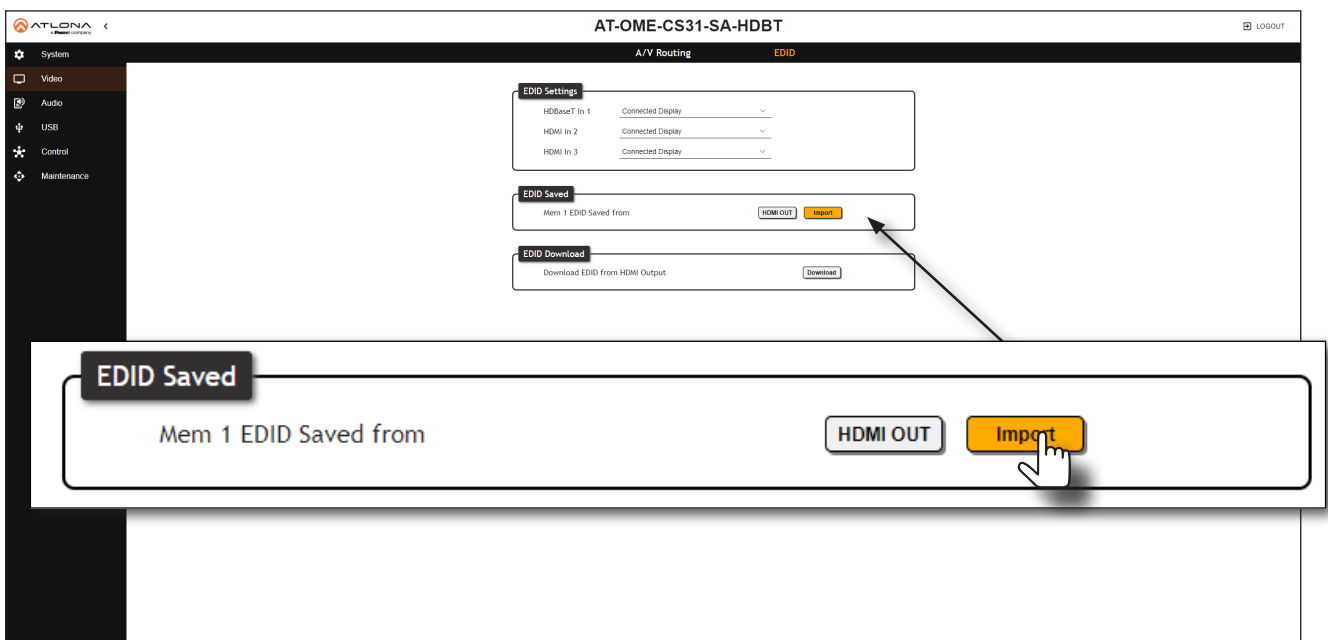 ATLONA
a Panduit company
AT-OME-CS31-SA-HDBT
LOGOUT
System
A/V Routing
EDID
Video
Audio
USB
Control
Maintenance
EDID Settings
HDBaseT In 1
Connected Display
HDMI In 2
Connected Display
HDMI In 3
Connected Display
EDID Saved
Mem 1 EDID Saved from
HDMI OUT
Import
EDID Download
Download EDID from HDMI Output
Download
EDID Saved
Mem 1 EDID Saved from
HDMI OUT
Import